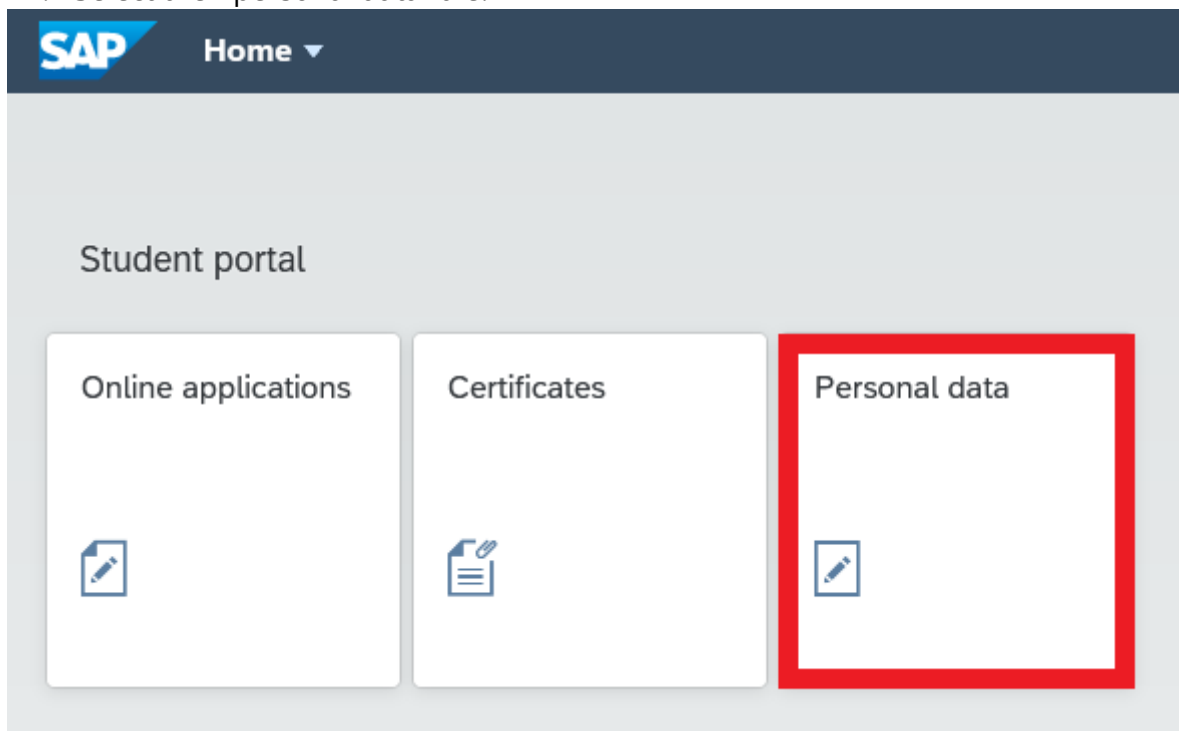 SAP Home
Student portal
Online applications
Certificates
Personal data